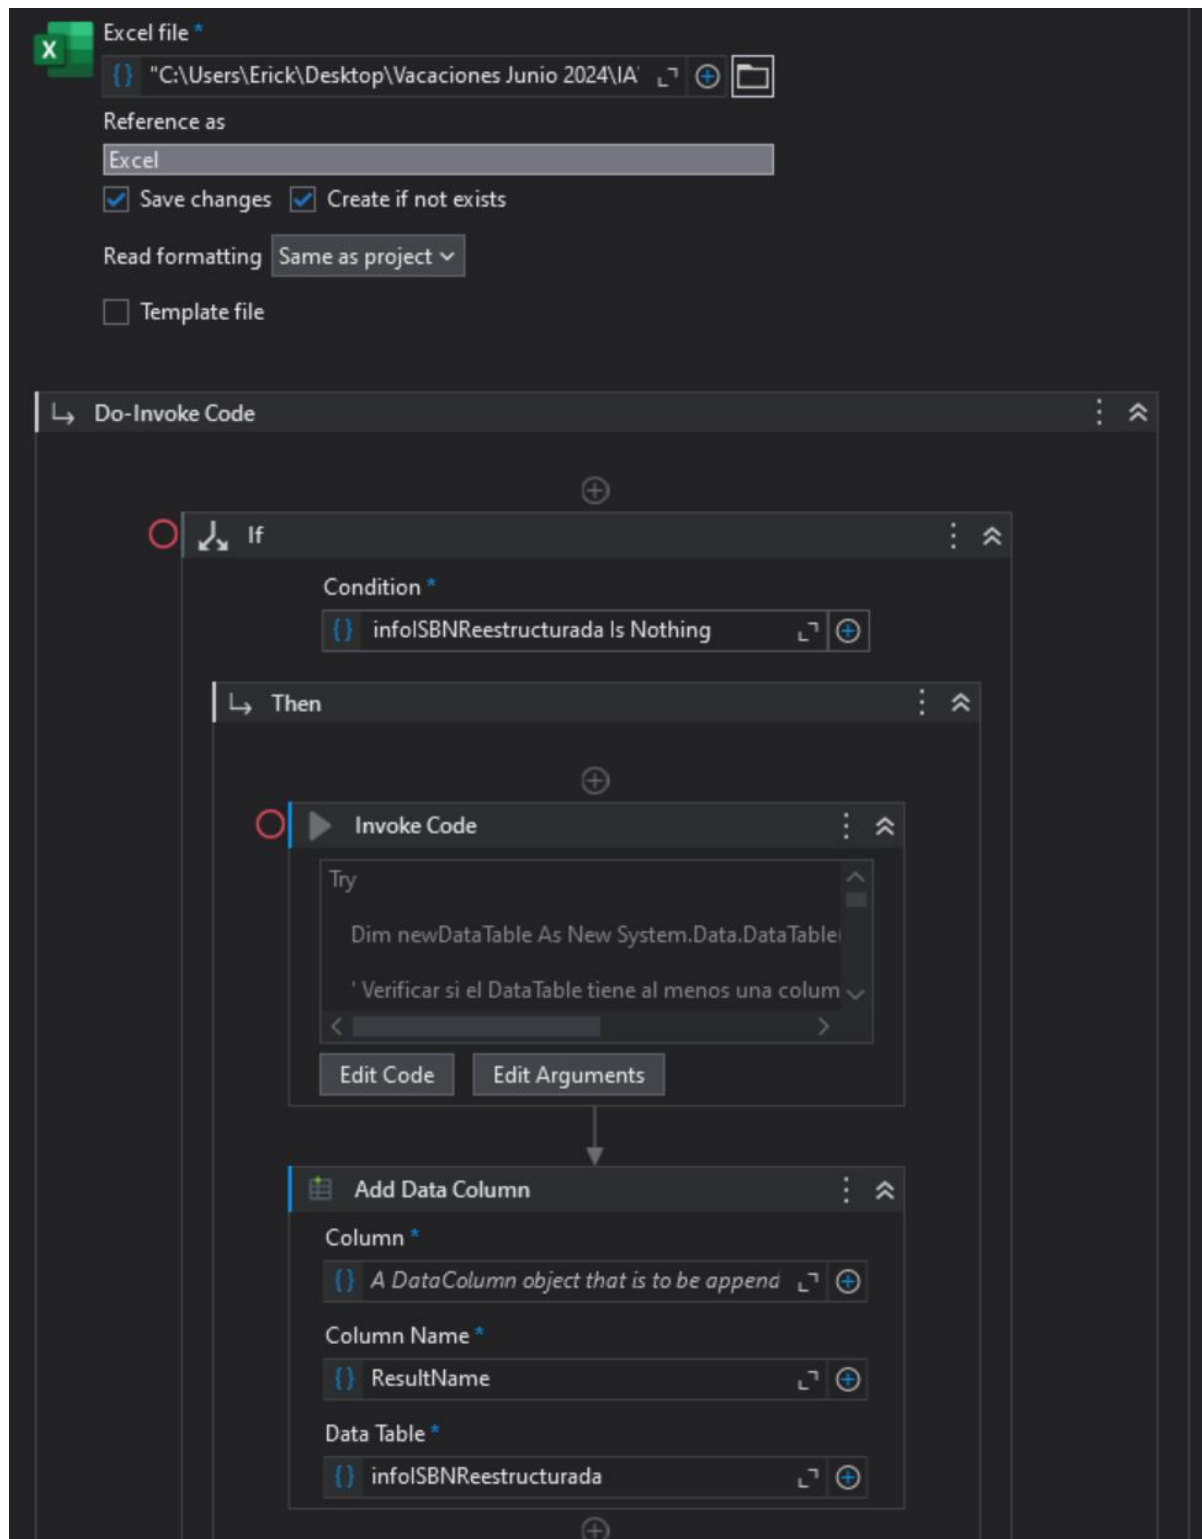 Excel file *
"C:\Users\Erick\Desktop\Vacaciones Junio 2024\IA'
Reference as
Excel
Save changes Create if not exists
Read formatting Same as project
Template file
Do-Invoke Code
If
Condition *
{} infoISBNReestructurada Is Nothing
Then
Invoke Code
Try
Dim newDataTable As New System.Data.DataTable(
' Verificar si el DataTable tiene al menos una colum
Edit Code Edit Arguments
Add Data Column
Column *
{} A DataColumn object that is to be append
Column Name *
{} ResultName
Data Table *
{} infoISBNReestructurada